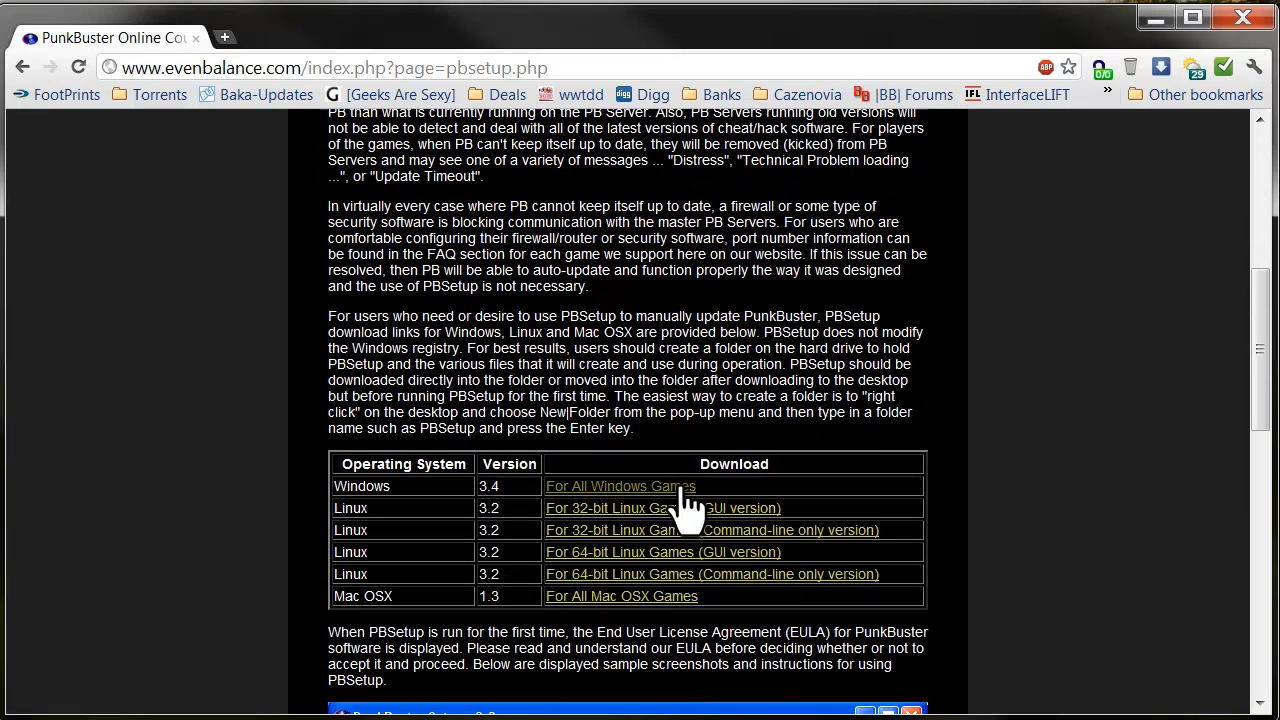 PunkBuster Online Cou
www.evenbalance.com/index.php?page=pbsetup.php
ABP
0/0
29
FootPrints Torrents Baka-Updates [Geeks Are Sexy] Deals wwtdd Digg Banks Cazenovia |BB| Forums InterfaceLIFT » Other bookmarks
PB than what is currently running on the PB Server. Also, PB Servers running old versions will
not be able to detect and deal with all of the latest versions of cheat/hack software. For players
of the games, when PB can't keep itself up to date, they will be removed (kicked) from PB
Servers and may see one of a variety of messages ... "Distress", "Technical Problem loading
...", or "Update Timeout".
In virtually every case where PB cannot keep itself up to date, a firewall or some type of
security software is blocking communication with the master PB Servers. For users who are
comfortable configuring their firewall/router or security software, port number information can
be found in the FAQ section for each game we support here on our website. If this issue can be
resolved, then PB will be able to auto-update and function properly the way it was designed
and the use of PBSetup is not necessary.
For users who need or desire to use PBSetup to manually update PunkBuster, PBSetup
download links for Windows, Linux and Mac OSX are provided below. PBSetup does not modify
the Windows registry. For best results, users should create a folder on the hard drive to hold
PBSetup and the various files that it will create and use during operation. PBSetup should be
downloaded directly into the folder or moved into the folder after downloading to the desktop
but before running PBSetup for the first time. The easiest way to create a folder is to "right
click" on the desktop and choose New|Folder from the pop-up menu and then type in a folder
name such as PBSetup and press the Enter key.
Operating System Version Download
Windows 3.4 For All Windows Games
Linux 3.2 For 32-bit Linux GUI version)
Linux 3.2 For 32-bit Linux Command-line only version)
Linux 3.2 For 64-bit Linux Games (GUI version)
Linux 3.2 For 64-bit Linux Games (Command-line only version)
Mac OSX 1.3 For All Mac OSX Games
When PBSetup is run for the first time, the End User License Agreement (EULA) for PunkBuster
software is displayed. Please read and understand our EULA before deciding whether or not to
accept it and proceed. Below are displayed sample screenshots and instructions for using
PBSetup.